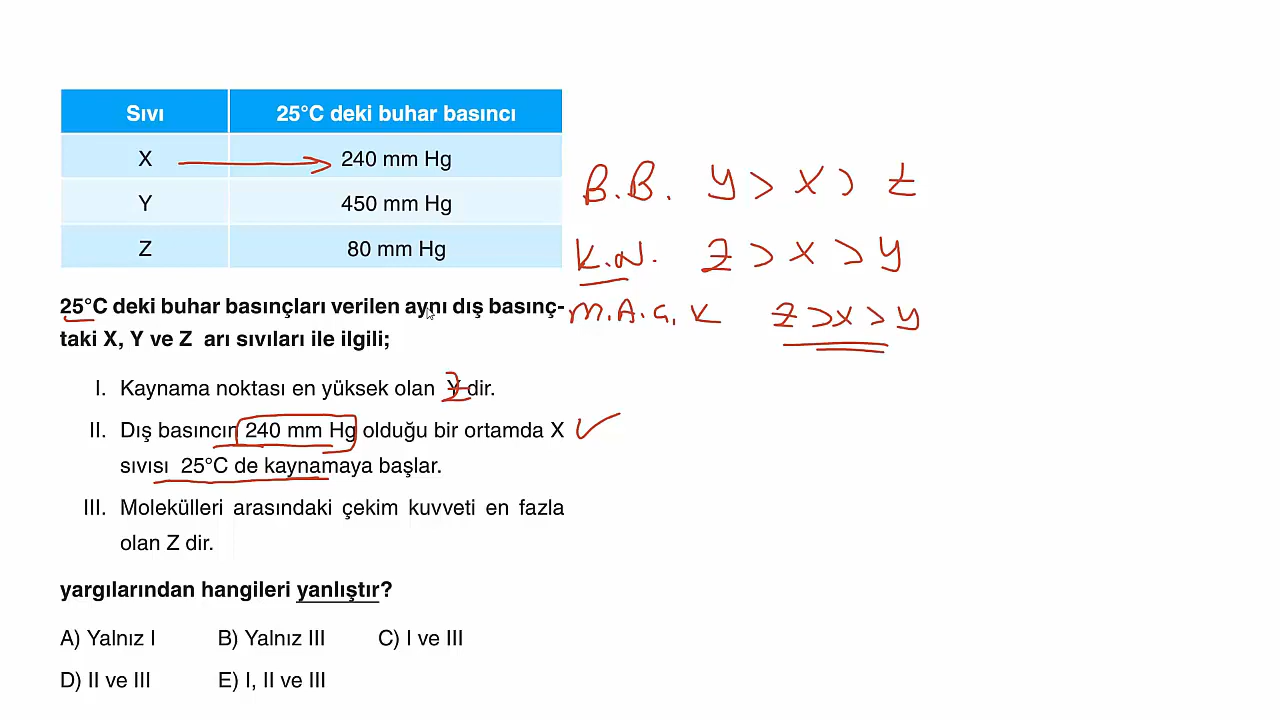 Sıvı 25°C deki buhar basıncı
X 240 mm Hg
Y 450 mm Hg
Z 80 mm Hg
B.B. Y > X > Z
K.N. Z > X > Y
M.A.Ç.K Z > X > Y
25°C deki buhar basınçları verilen aynı dış basınç-
taki X, Y ve Z arı sıvıları ile ilgili;
I. Kaynama noktası en yüksek olan Y dir.
Z
II. Dış basıncın 240 mm Hg olduğu bir ortamda X
sıvısı 25°C de kaynamaya başlar.
III. Molekülleri arasındaki çekim kuvveti en fazla
olan Z dir.
yargılarından hangileri yanlıştır?
A) Yalnız I B) Yalnız III C) I ve III
D) II ve III E) I, II ve III